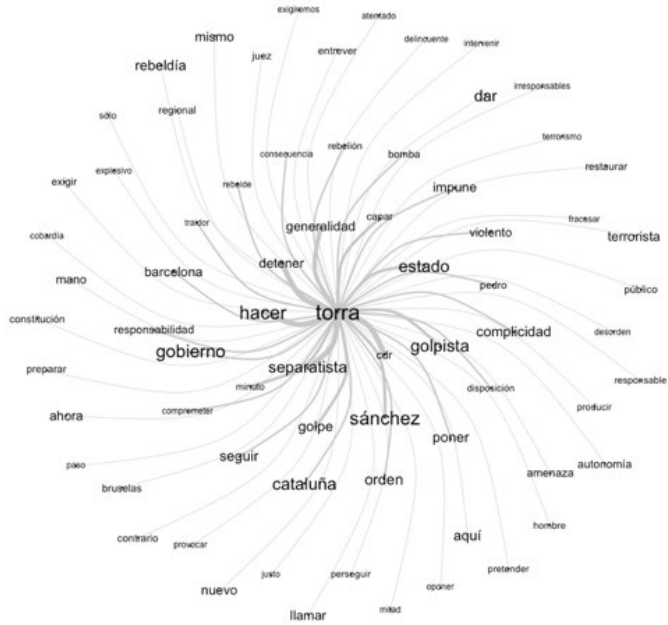 exigiremos
atentado
mismo
entrever
delincuente
juez
intervenir
rebeldía
dar
irresponsables
regional
sólo
rebelión
terrorismo
consecuencia
bomba
restaurar
explosivo
exigir
rebelde
impune
capar
fracasar
traidor
generalidad
violento
terrorista
cobardía
detener
estado
barcelona
mano
pedro
público
hacer
torra
constitución
responsabilidad
complicidad
desorden
gobierno
golpista
cdr
separatista
preparar
responsable
minuto
disposición
comprometer
producir
ahora
sánchez
golpe
poner
seguir
paso
autonomía
amenaza
orden
cataluña
bruselas
hombre
contrario
aquí
provocar
pretender
justo
perseguir
nuevo
oponer
mitad
llamar